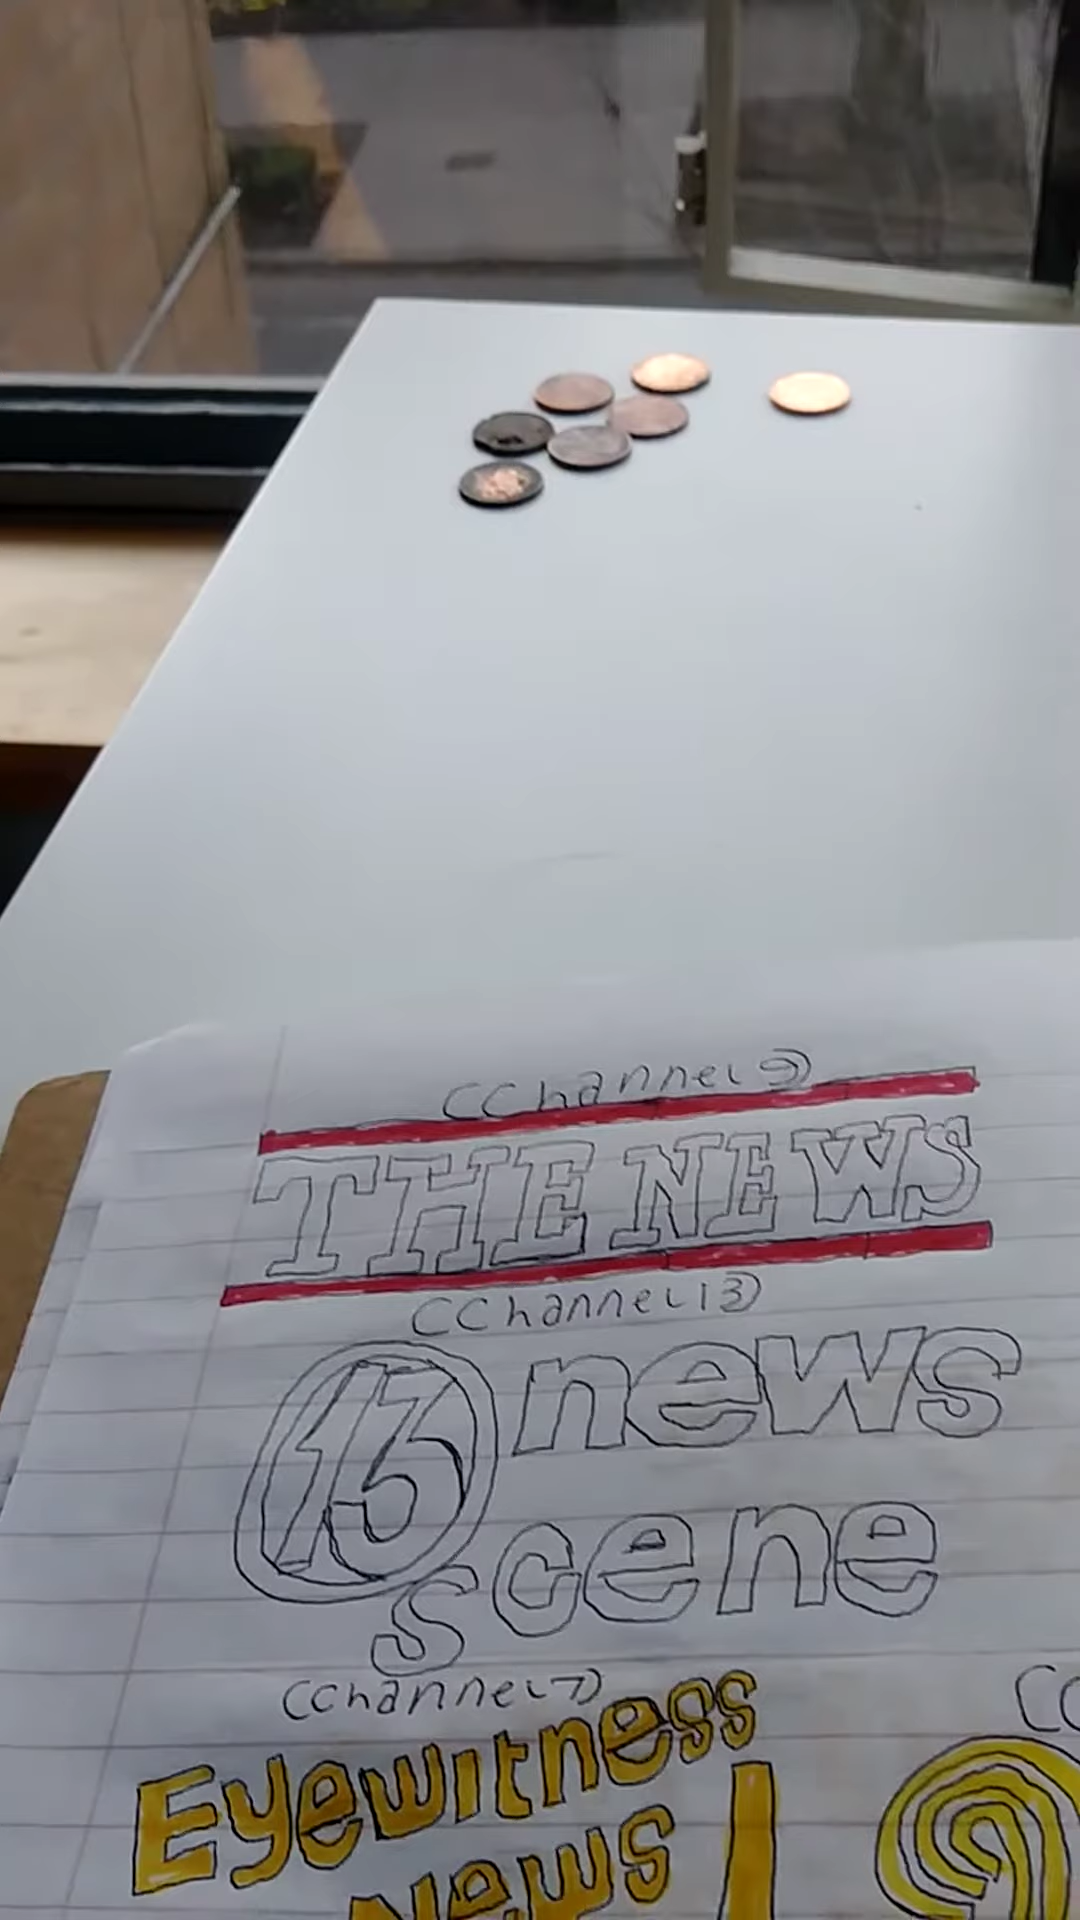 (Channel 9)
THE NEWS
(Channel 13)
13 news
scene
(Channel 7)
Eyewitness
News